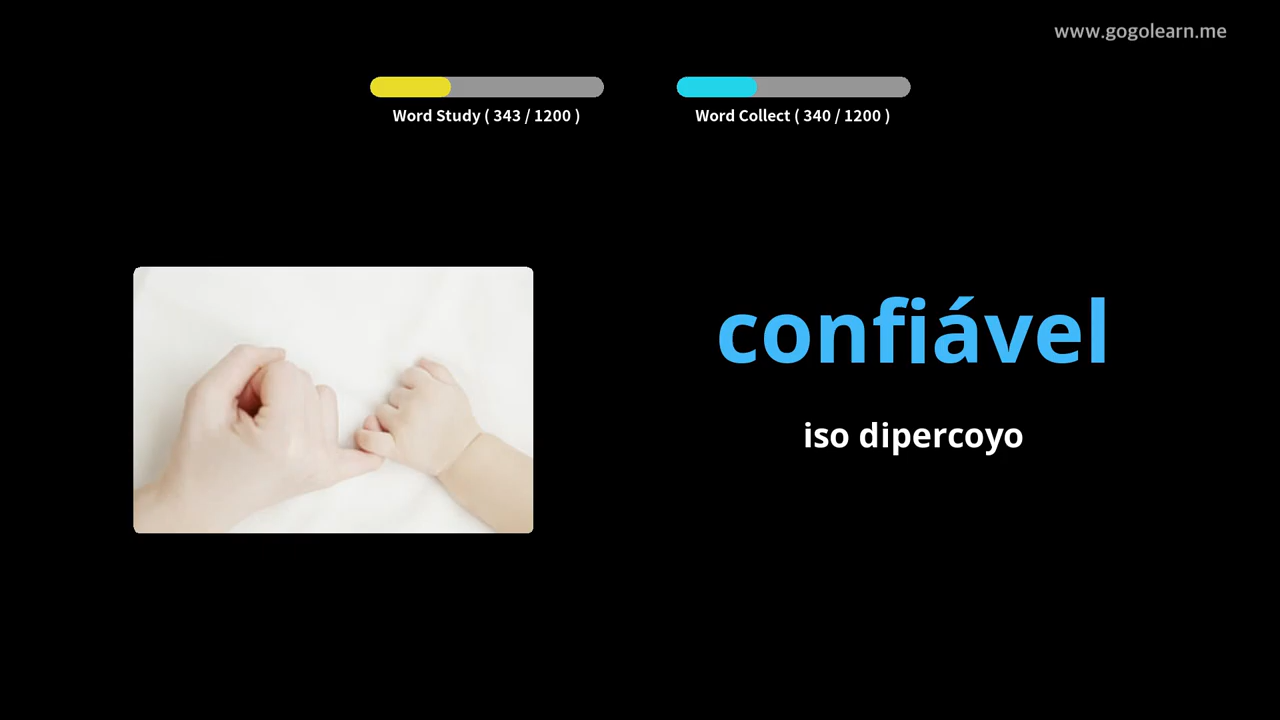 www.gogolearn.me
Word Study ( 343 / 1200 )
Word Collect ( 340 / 1200 )
confiável
iso dipercoyo